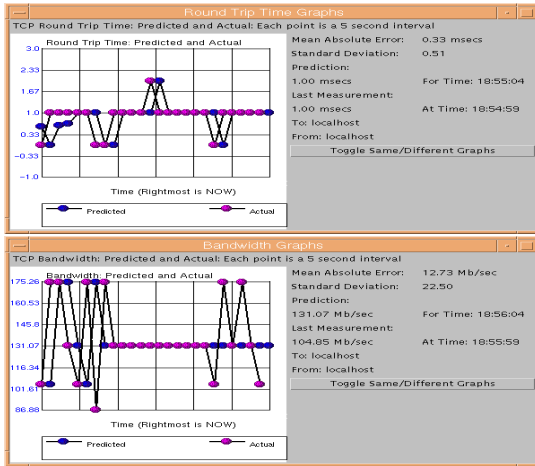 Round Trip Time Graphs
TCP Round Trip Time: Predicted and Actual: Each point is a 5 second interval
Round Trip Time: Predicted and Actual
3.0
2.33
1.67
1.0
0.33
-0.33
-1.0
Time (Rightmost is NOW)
Predicted
Actual
Mean Absolute Error: 0.33 msecs
Standard Deviation: 0.51
Prediction:
1.00 msecs For Time: 18:55:04
Last Measurement:
1.00 msecs At Time: 18:54:59
To: localhost
From: localhost
Toggle Same/Different Graphs
Bandwidth Graphs
TCP Bandwidth: Predicted and Actual: Each point is a 5 second interval
Bandwidth: Predicted and Actual
175.26
160.53
145.8
131.07
116.34
101.61
86.88
Time (Rightmost is NOW)
Predicted
Actual
Mean Absolute Error: 12.73 Mb/sec
Standard Deviation: 22.50
Prediction:
131.07 Mb/sec For Time: 18:56:04
Last Measurement:
104.85 Mb/sec At Time: 18:55:59
To: localhost
From: localhost
Toggle Same/Different Graphs